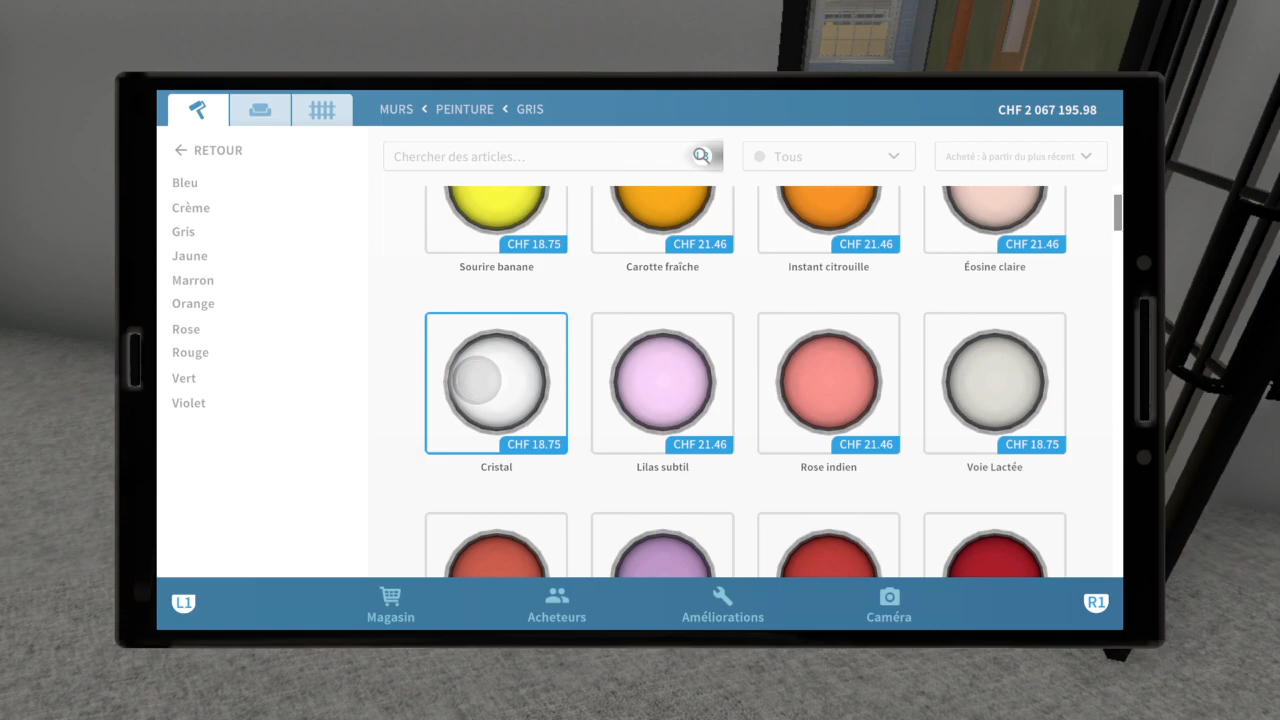 MURS < PEINTURE < GRIS
CHF 2 067 195.98
RETOUR
Bleu
Crème
Gris
Jaune
Marron
Orange
Rose
Rouge
Vert
Violet
Chercher des articles...
Tous
Acheté : à partir du plus récent
CHF 18.75
CHF 21.46
CHF 21.46
CHF 21.46
Sourire banane
Carotte fraîche
Instant citrouille
Éosine claire
CHF 18.75
CHF 21.46
CHF 21.46
CHF 18.75
Cristal
Lilas subtil
Rose indien
Voie Lactée
L1
Magasin
Acheteurs
Améliorations
Caméra
R1